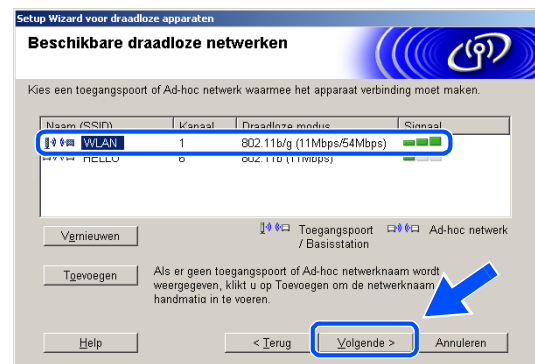 Setup Wizard voor draadloze apparaten
Beschikbare draadloze netwerken
Kies een toegangspoort of Ad-hoc netwerk waarmee het apparaat verbinding moet maken.
Naam (SSID) Kanaal Draadloze modus Signaal
WLAN 1 802.11b/g (11Mbps/54Mbps)
HELLO 6 802.11b (11Mbps)
Vernieuwen
Toegangspoort / Basisstation
Ad-hoc netwerk
Toevoegen
Als er geen toegangspoort of Ad-hoc netwerknaam wordt
weergegeven, klikt u op Toevoegen om de netwerknaam
handmatig in te voeren.
Help < Terug Volgende > Annuleren